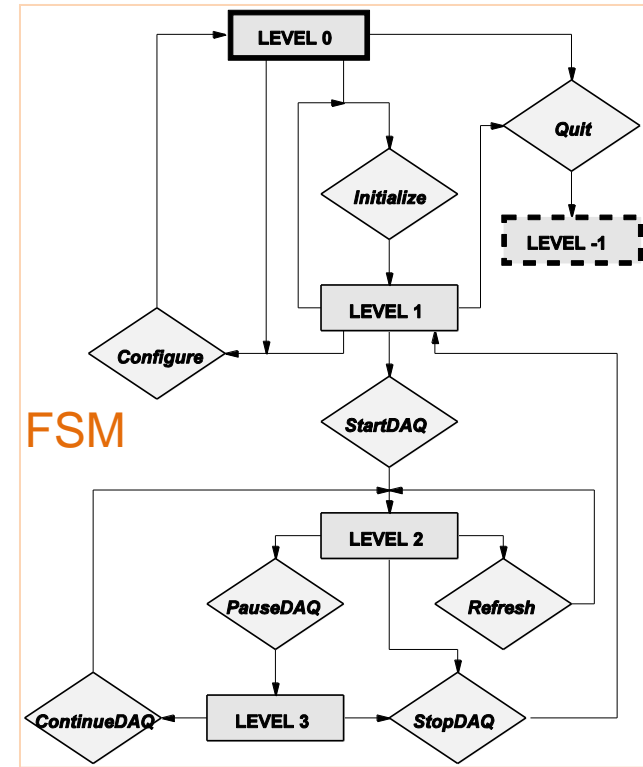 LEVEL 0
Quit
Initialize
LEVEL -1
LEVEL 1
Configure
StartDAQ
FSM
LEVEL 2
PauseDAQ
Refresh
ContinueDAQ
LEVEL 3
StopDAQ